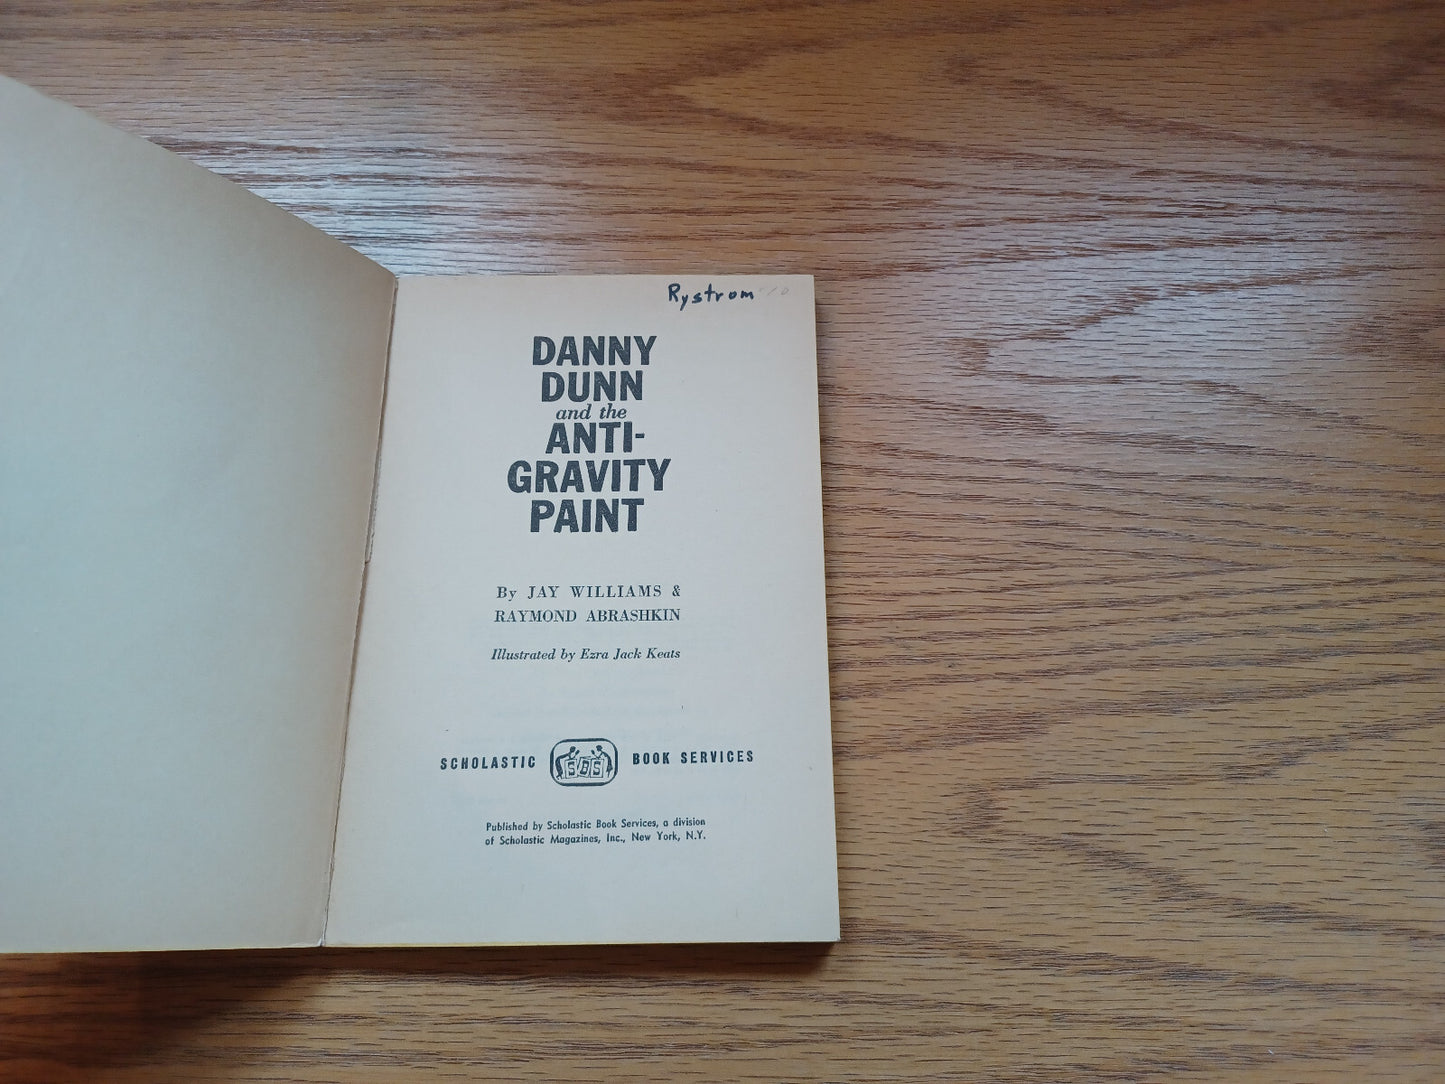 Rystrom
DANNY
DUNN
and the
ANTI-
GRAVITY
PAINT
By JAY WILLIAMS &
RAYMOND ABRASHKIN
Illustrated by Ezra Jack Keats
SCHOLASTIC SBS BOOK SERVICES
Published by Scholastic Book Services, a division
of Scholastic Magazines, Inc., New York, N.Y.